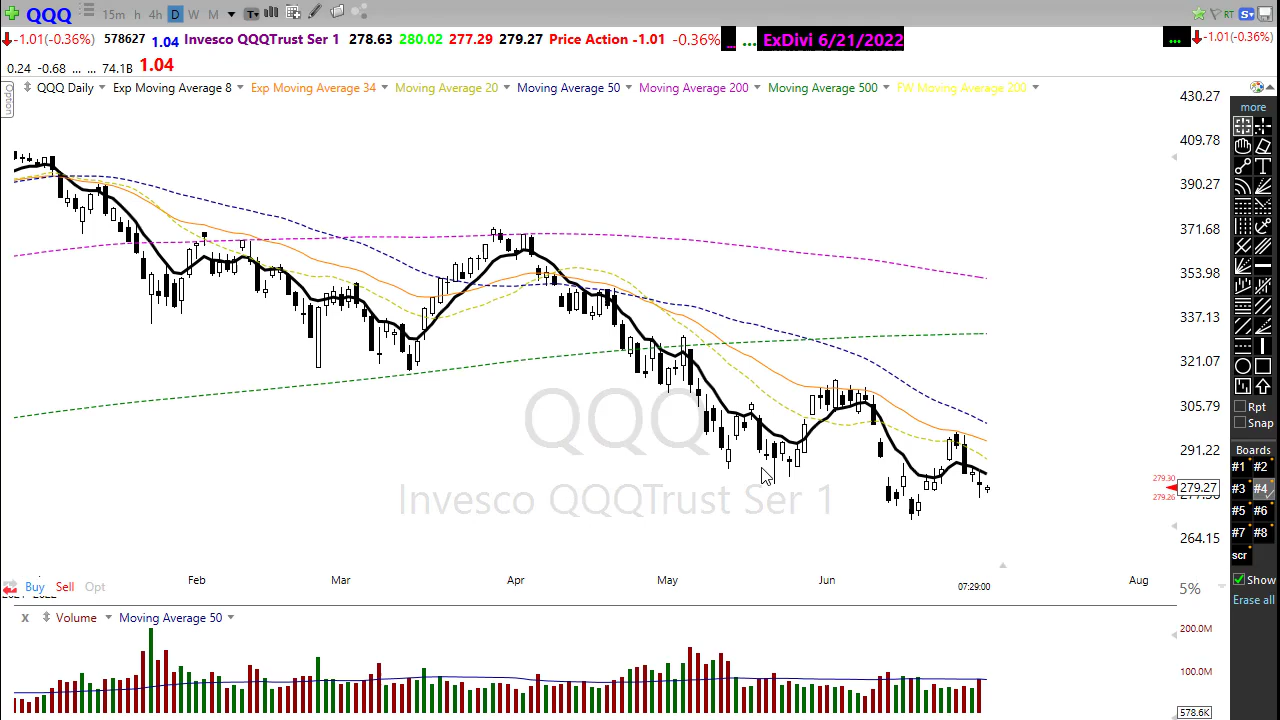 QQQ 15m h 4h D W M T RT S
-1.01(-0.36%) 578627 1.04 Invesco QQQTrust Ser 1 278.63 280.02 277.29 279.27 Price Action -1.01 -0.36% ... ... ExDivi 6/21/2022 ... -1.01(-0.36%)
0.24 -0.68 ... ... 74.1B 1.04
Option
QQQ Daily Exp Moving Average 8 Exp Moving Average 34 Moving Average 20 Moving Average 50 Moving Average 200 Moving Average 500 FW Moving Average 200
430.27
409.78
390.27
371.68
353.98
337.13
321.07
305.79
291.22
279.30
279.27
279.26
264.15
QQQ
Invesco QQQTrust Ser 1
Feb Mar Apr May Jun 07:29:00 Aug
Buy Sell Opt 5%
X Volume Moving Average 50
200.0M
100.0M
578.6K
more
Rpt
Snap
Boards
#1 #2
#3 #4
#5 #6
#7 #8
scr
Show
Erase all